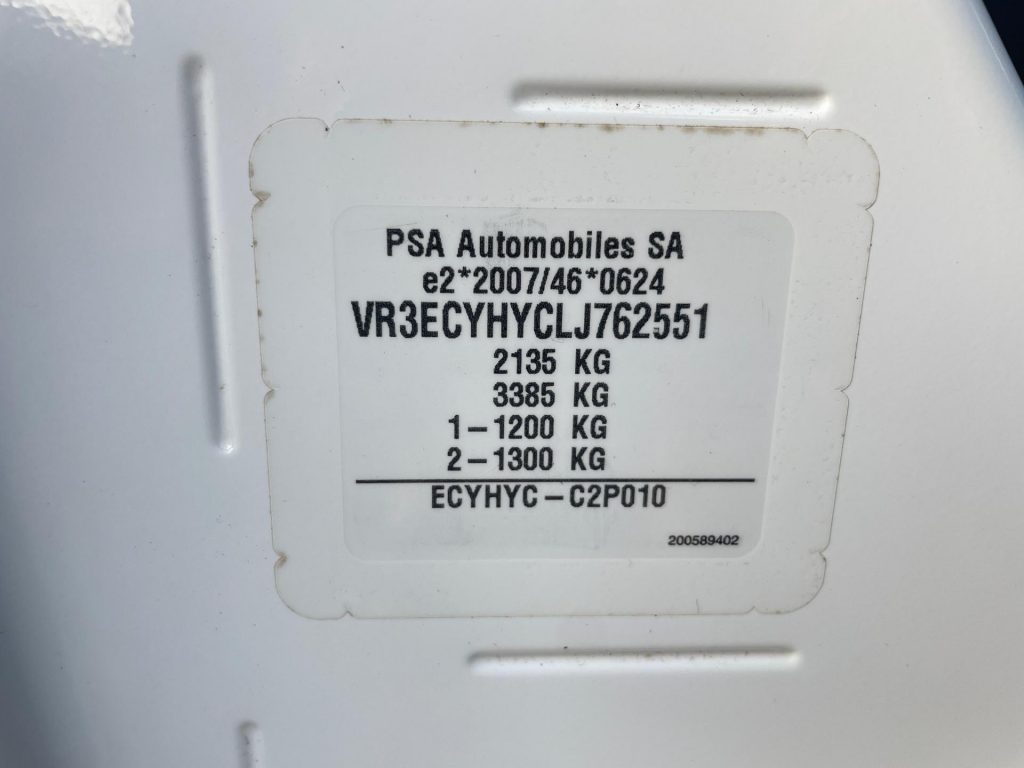 PSA Automobiles SA
e2*2007/46*0624
VR3ECYHYCLJ762551
2135 KG
3385 KG
1-1200 KG
2-1300 KG
ECYHYC-C2P010
200589402